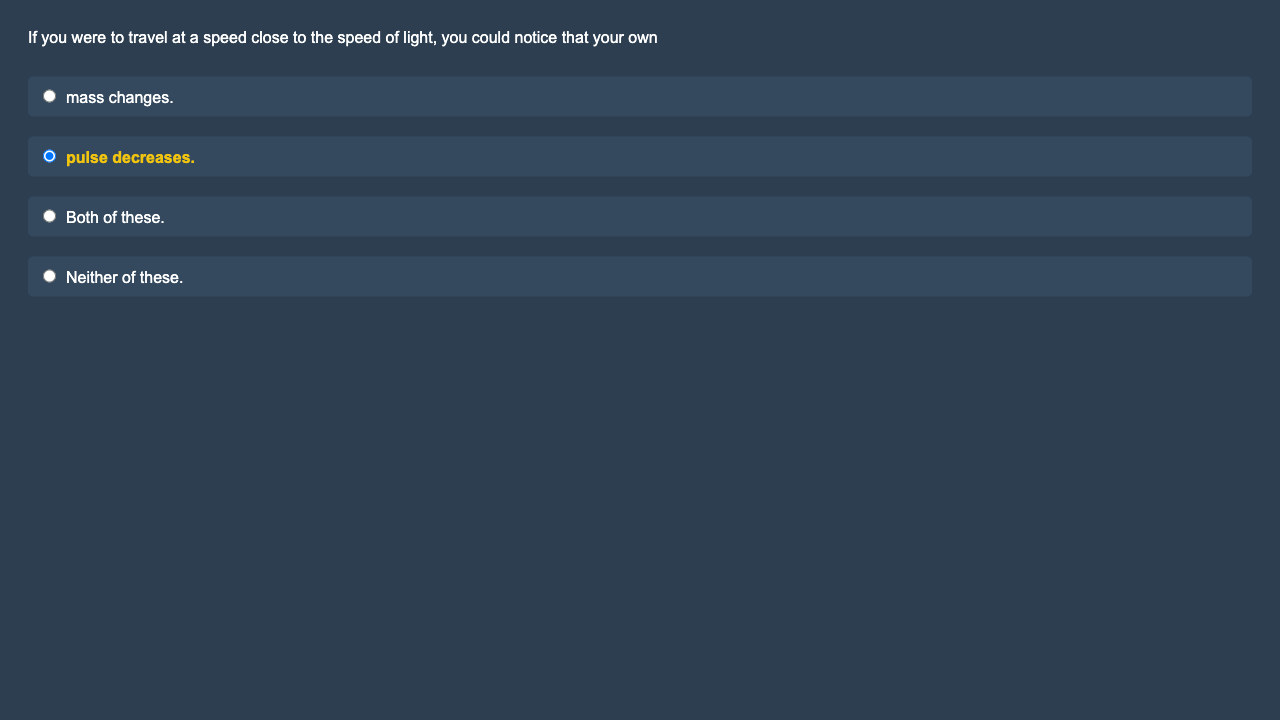 If you were to travel at a speed close to the speed of light, you could notice that your own
mass changes.
pulse decreases.
Both of these.
Neither of these.